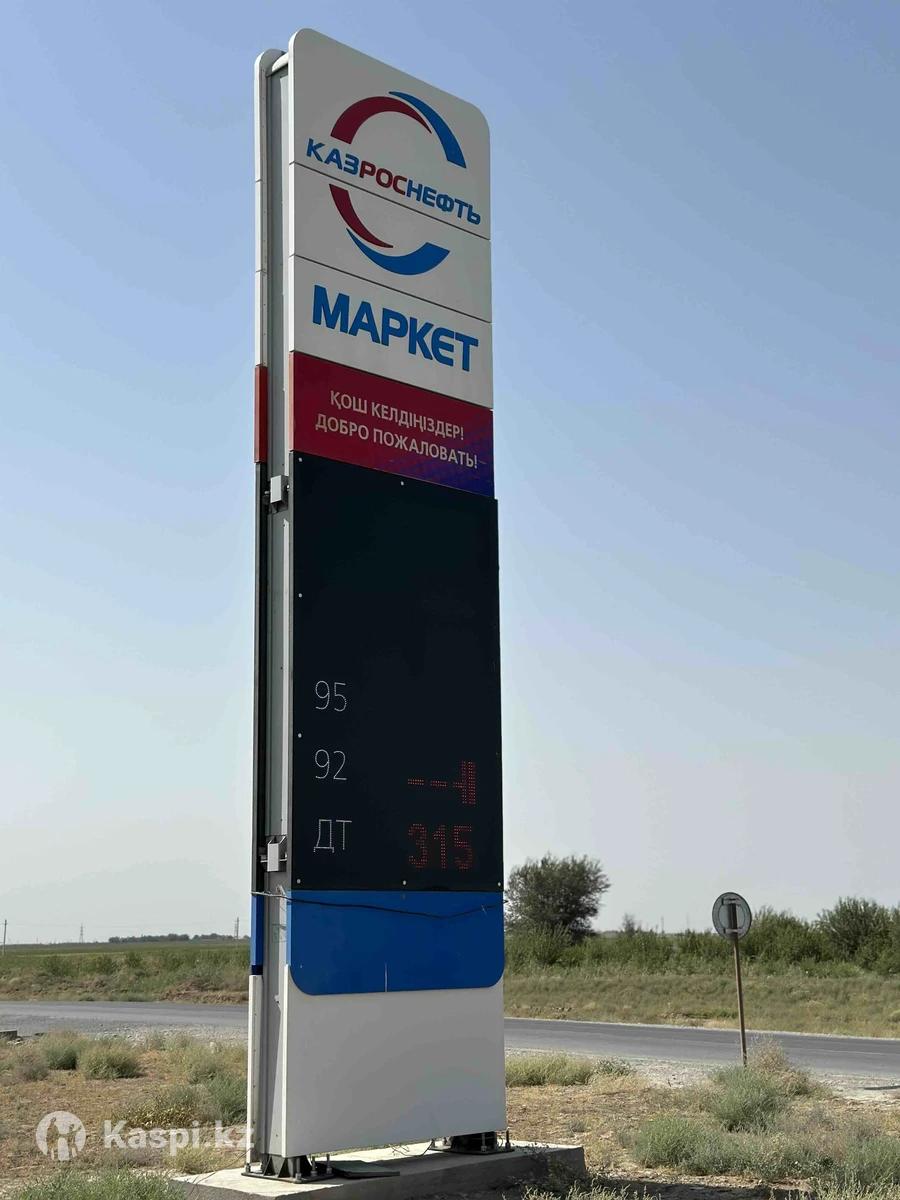 КАЗРОСНЕФТЬ
МАРКЕТ
ҚОШ КЕЛДІҢІЗДЕР!
ДОБРО ПОЖАЛОВАТЬ!
95
92
ДТ 315
Kaspi.kz